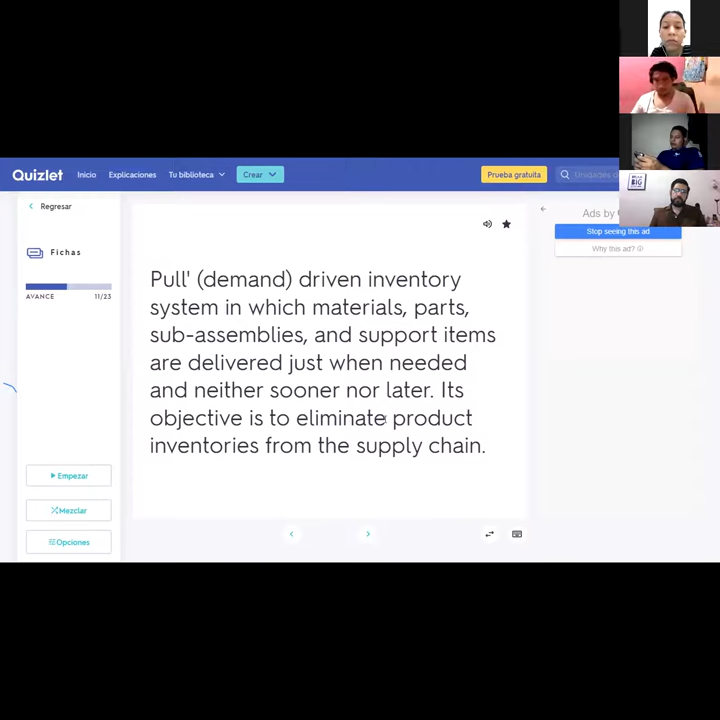 Quizlet
Inicio
Explicaciones
Tu biblioteca
Crear
Prueba gratuita
Regresar
Fichas
AVANCE 11/23
Empezar
Mezclar
Opciones
Pull' (demand) driven inventory
system in which materials, parts,
sub-assemblies, and support items
are delivered just when needed
and neither sooner nor later. Its
objective is to eliminate product
inventories from the supply chain.
Ads by
Stop seeing this ad
Why this ad?
BIG